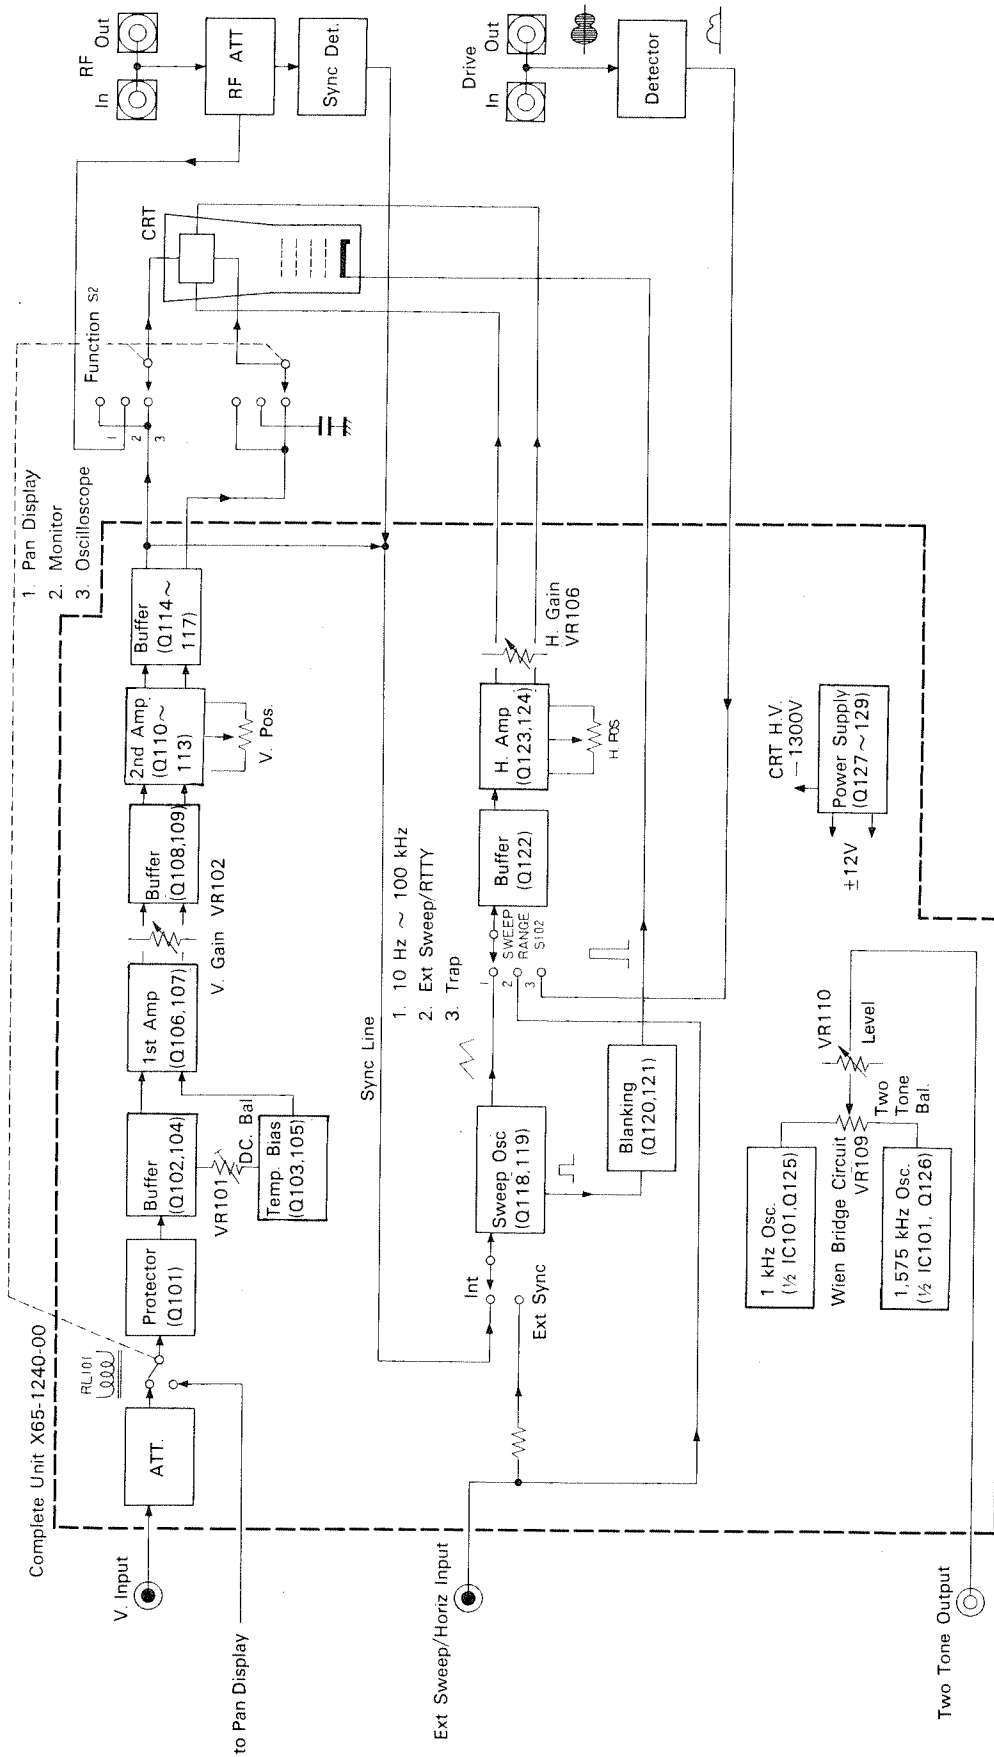 Complete Unit X65-1240-00
V. Input
ATT.
RL101
Protector
(Q101)
Buffer
(Q102,104)
VR101
DC. Bal
Temp. Bias
(Q103,105)
1st Amp
(Q106,107)
V. Gain VR102
Buffer
(Q108,109)
2nd Amp
(Q110~
113)
V. Pos.
Buffer
(Q114~
117)
1. Pan Display
2. Monitor
3. Oscilloscope
Function S2
1
2
3
CRT
RF
In
Out
RF ATT
Sync Det.
to Pan Display
Sync Line
Drive
In
Out
Detector
Ext Sweep/Horiz Input
Int
Ext Sync
Sweep Osc
(Q118,119)
1. 10 Hz ~ 100 kHz
2. Ext Sweep/RTTY
3. Trap
1
2
3
SWEEP
RANGE
S102
Buffer
(Q122)
H. Amp
(Q123,124)
H. POS
H. Gain
VR106
Blanking
(Q120,121)
1 kHz Osc.
(½ IC101,Q125)
Wien Bridge Circuit
VR109
1,575 kHz Osc.
(½ IC101, Q126)
Two
Tone
Bal.
VR110
Level
CRT H.V.
-1300V
±12V
Power Supply
(Q127~129)
Two Tone Output